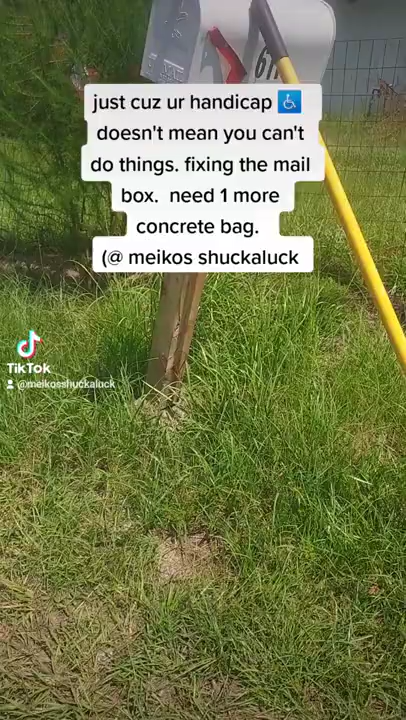 611
just cuz ur handicap ♿
doesn't mean you can't
do things. fixing the mail
box.  need 1 more
concrete bag.
(@ meikos shuckaluck
TikTok
@meikosshuckaluck